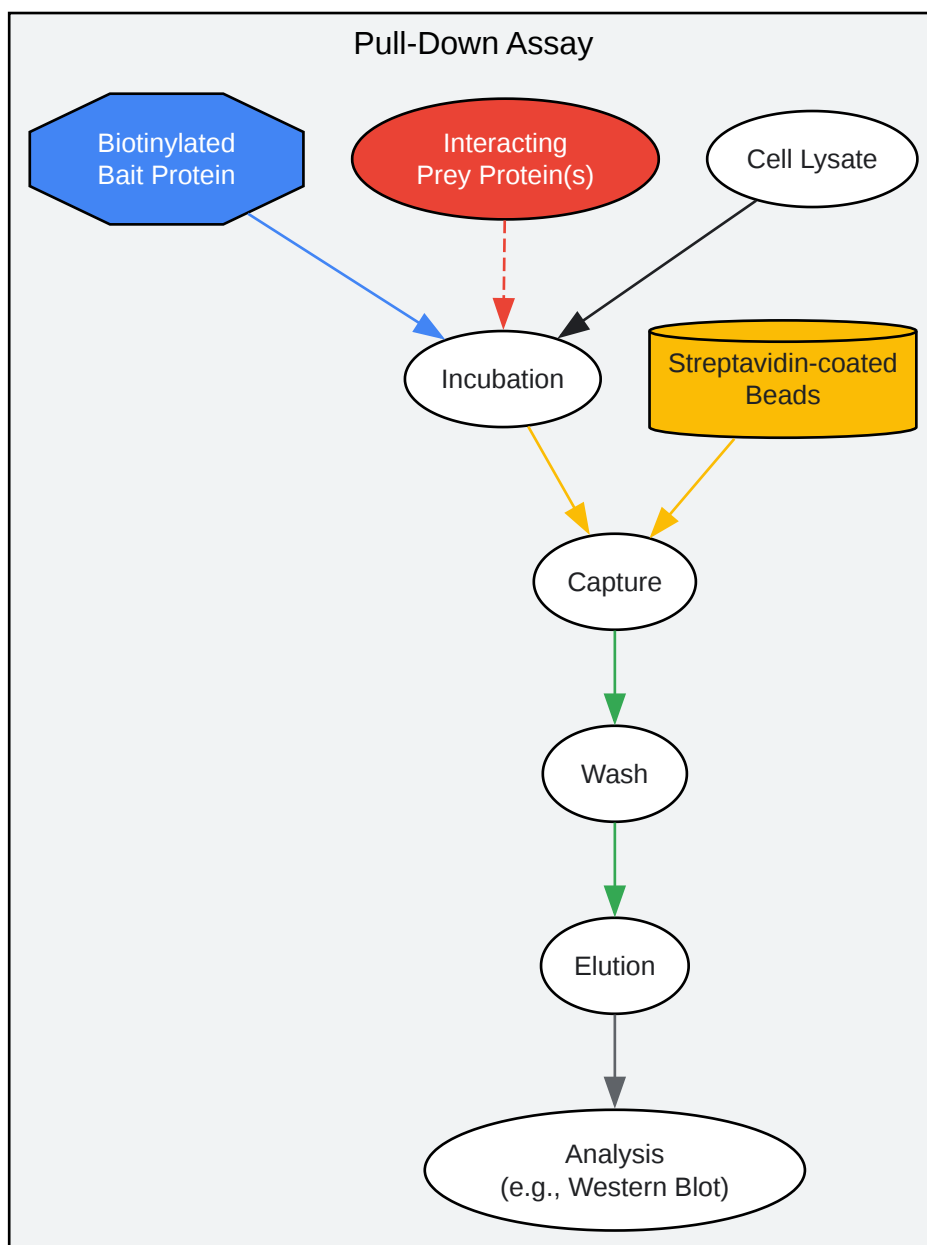 Pull-Down Assay
Biotinylated
Bait Protein
Interacting
Prey Protein(s)
Cell Lysate
Incubation
Streptavidin-coated
Beads
Capture
Wash
Elution
Analysis
(e.g., Western Blot)